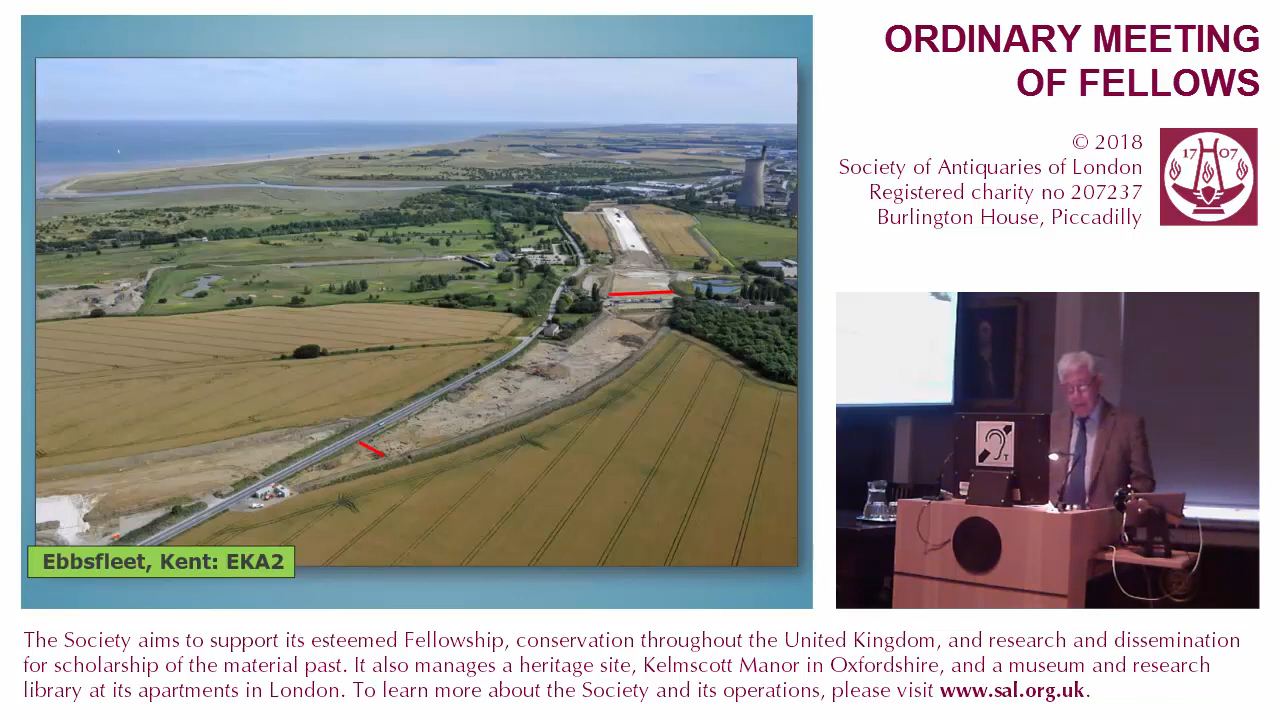 ORDINARY MEETING
OF FELLOWS
© 2018
Society of Antiquaries of London
Registered charity no 207237
Burlington House, Piccadilly
17 07
Ebbsfleet, Kent: EKA2
T
The Society aims to support its esteemed Fellowship, conservation throughout the United Kingdom, and research and dissemination
for scholarship of the material past. It also manages a heritage site, Kelmscott Manor in Oxfordshire, and a museum and research
library at its apartments in London. To learn more about the Society and its operations, please visit www.sal.org.uk.